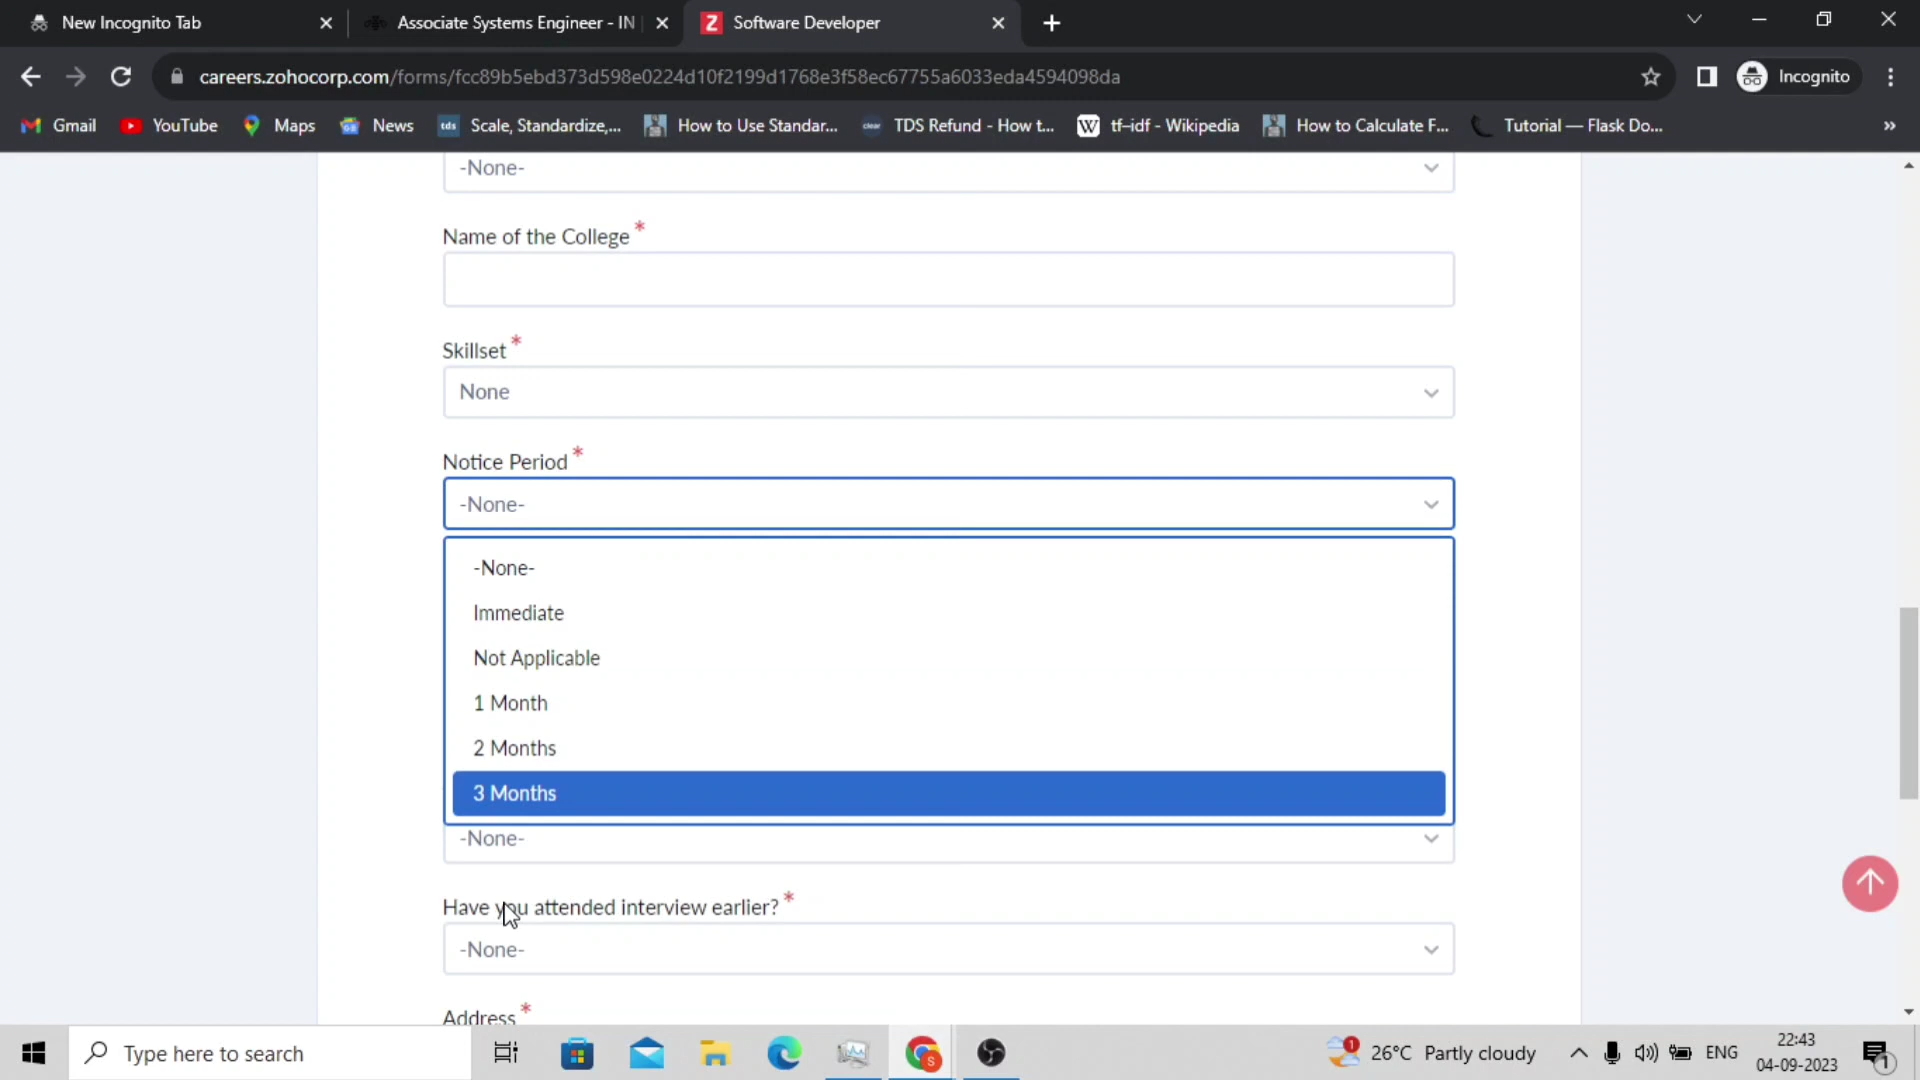 New Incognito Tab
Associate Systems Engineer - IN
Software Developer
careers.zohocorp.com/forms/fcc89b5ebd373d598e0224d10f2199d1768e3f58ec67755a6033eda4594098da
Incognito
Gmail
YouTube
Maps
News
tds Scale, Standardize,...
How to Use Standar...
clear TDS Refund - How t...
W tf–idf - Wikipedia
How to Calculate F...
Tutorial — Flask Do...
-None-
Name of the College *
Skillset *
None
Notice Period *
-None-
-None-
Immediate
Not Applicable
1 Month
2 Months
3 Months
-None-
Have you attended interview earlier? *
-None-
Address *
Type here to search
S
1
26°C Partly cloudy
ENG
22:43
04-09-2023
1